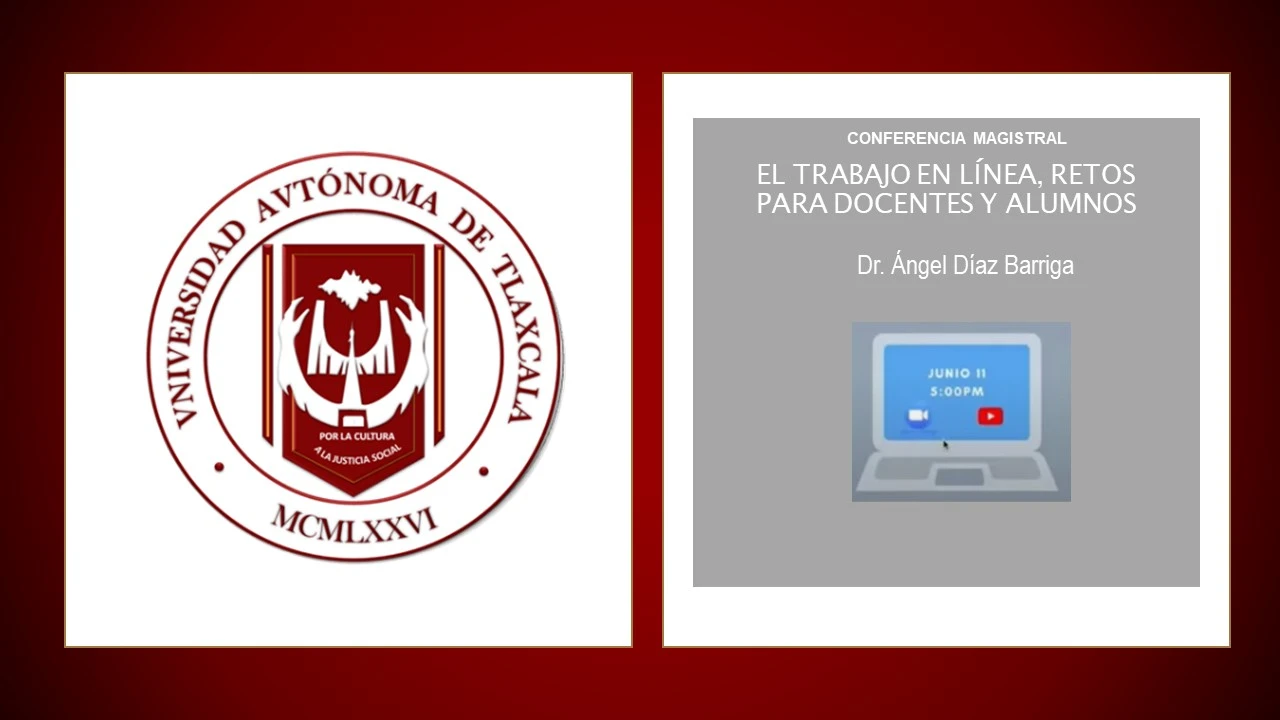 VNIVERSIDAD AVTÓNOMA DE TLAXCALA
POR LA CULTURA
A LA JUSTICIA SOCIAL
MCMLXXVI
CONFERENCIA MAGISTRAL
EL TRABAJO EN LÍNEA, RETOS
PARA DOCENTES Y ALUMNOS
Dr. Ángel Díaz Barriga
JUNIO 11
5:00PM